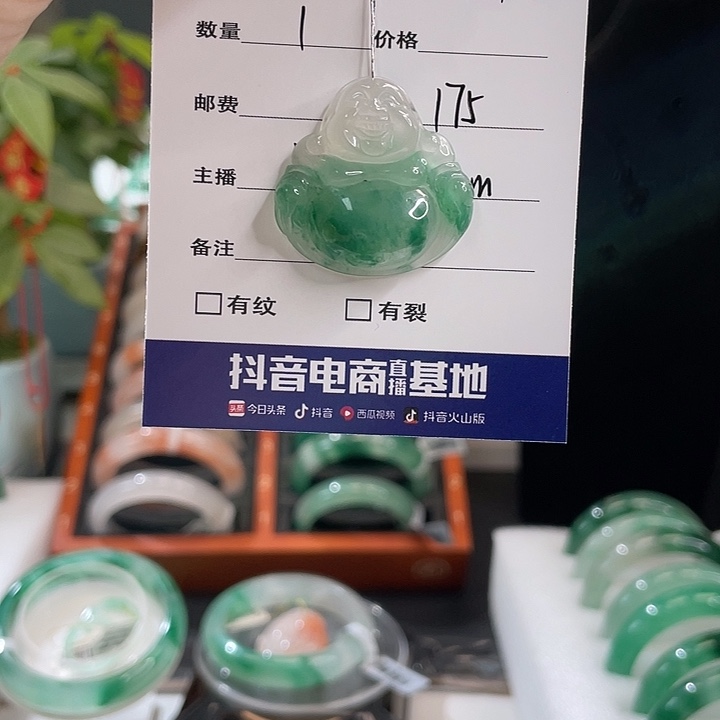 数量 1 价格
邮费 175
主播 m
备注
有纹 有裂
抖音电商直播基地
头条 今日头条 抖音 西瓜视频 抖音火山版